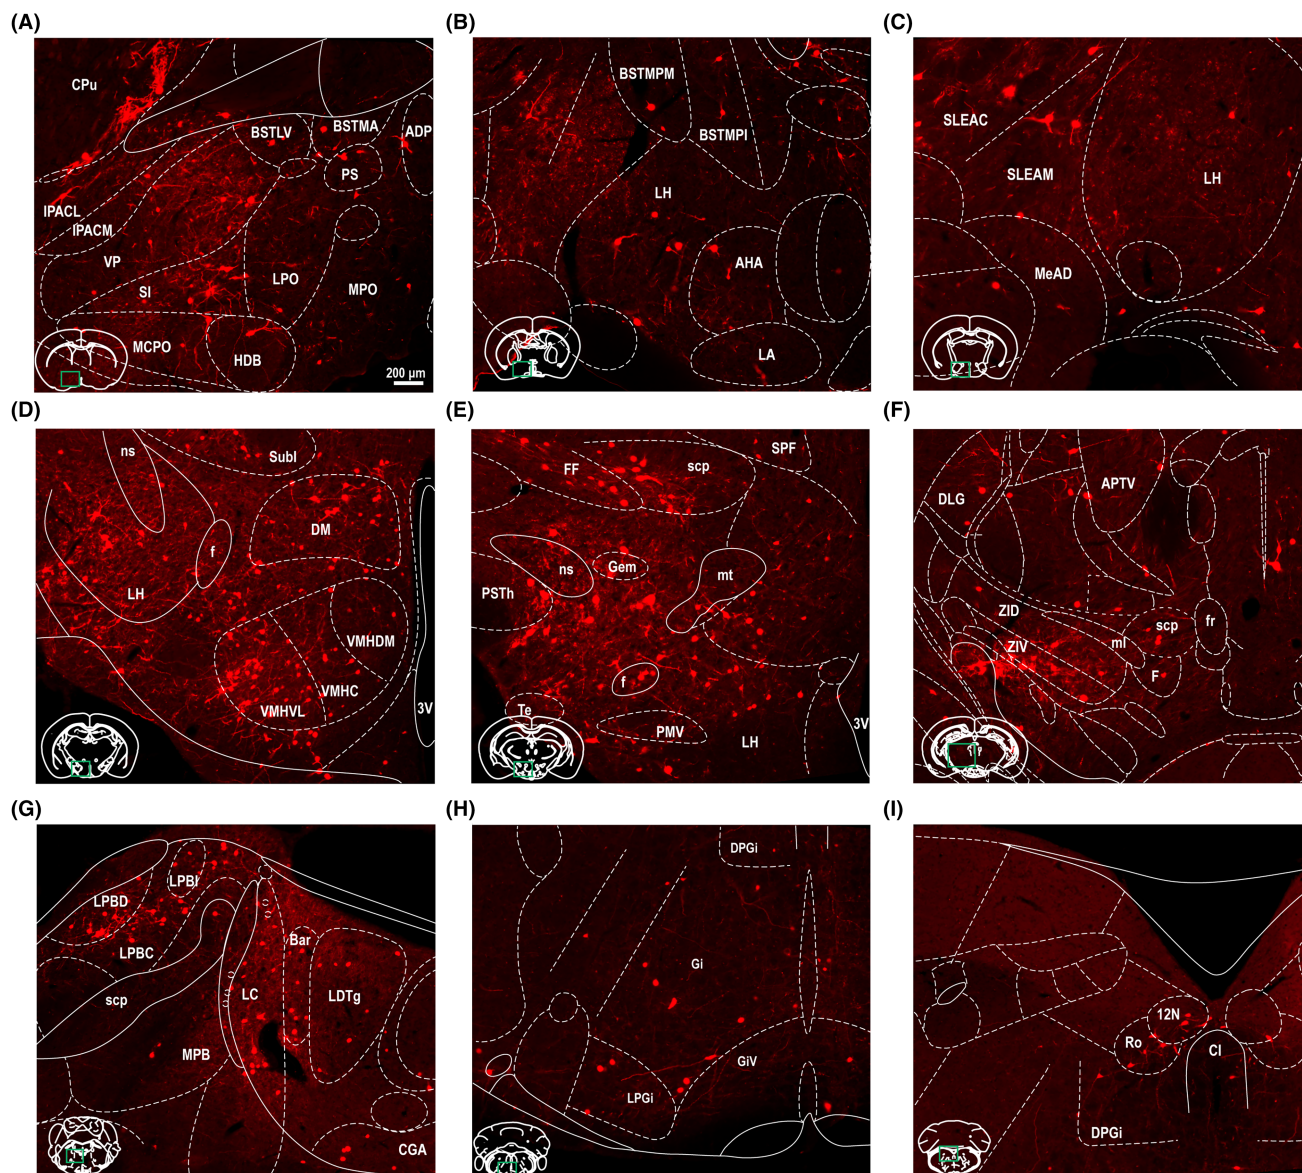 (A)
CPu
BSTLV
BSTMA
ADP
PS
IPACL
IPACM
VP
SI
LPO
MPO
MCPO
HDB
200 µm
(B)
BSTMPM
BSTMPI
LH
AHA
LA
(C)
SLEAC
SLEAM
LH
MeAD
(D)
ns
SubI
DM
f
LH
VMHDM
VMHC
VMHVL
3V
(E)
FF
scp
SPF
ns
Gem
mt
PSTh
f
Te
PMV
LH
3V
(F)
DLG
APTV
ZID
scp
fr
ZIV
ml
F
(G)
LPBI
LPBD
LPBC
Bar
scp
LC
LDTg
MPB
CGA
(H)
DPGi
Gi
GiV
LPGi
(I)
12N
Ro
CI
DPGi